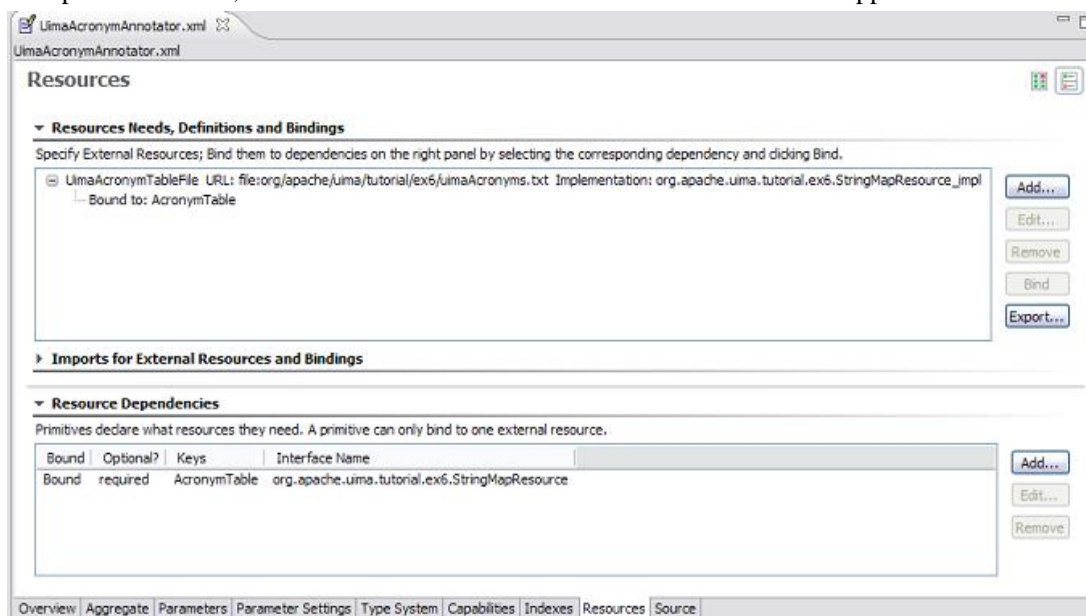 UimaAcronymAnnotator.xml
UimaAcronymAnnotator.xml
Resources
Resources Needs, Definitions and Bindings
Specify External Resources; Bind them to dependencies on the right panel by selecting the corresponding dependency and clicking Bind.
UimaAcronymTableFile URL: file:org/apache/uima/tutorial/ex6/uimaAcronyms.txt Implementation: org.apache.uima.tutorial.ex6.StringMapResource_impl
Bound to: AcronymTable
Add...
Edit...
Remove
Bind
Export...
Imports for External Resources and Bindings
Resource Dependencies
Primitives declare what resources they need. A primitive can only bind to one external resource.
Bound Optional? Keys Interface Name
Bound required AcronymTable org.apache.uima.tutorial.ex6.StringMapResource
Add...
Edit...
Remove
Overview Aggregate Parameters Parameter Settings Type System Capabilities Indexes Resources Source